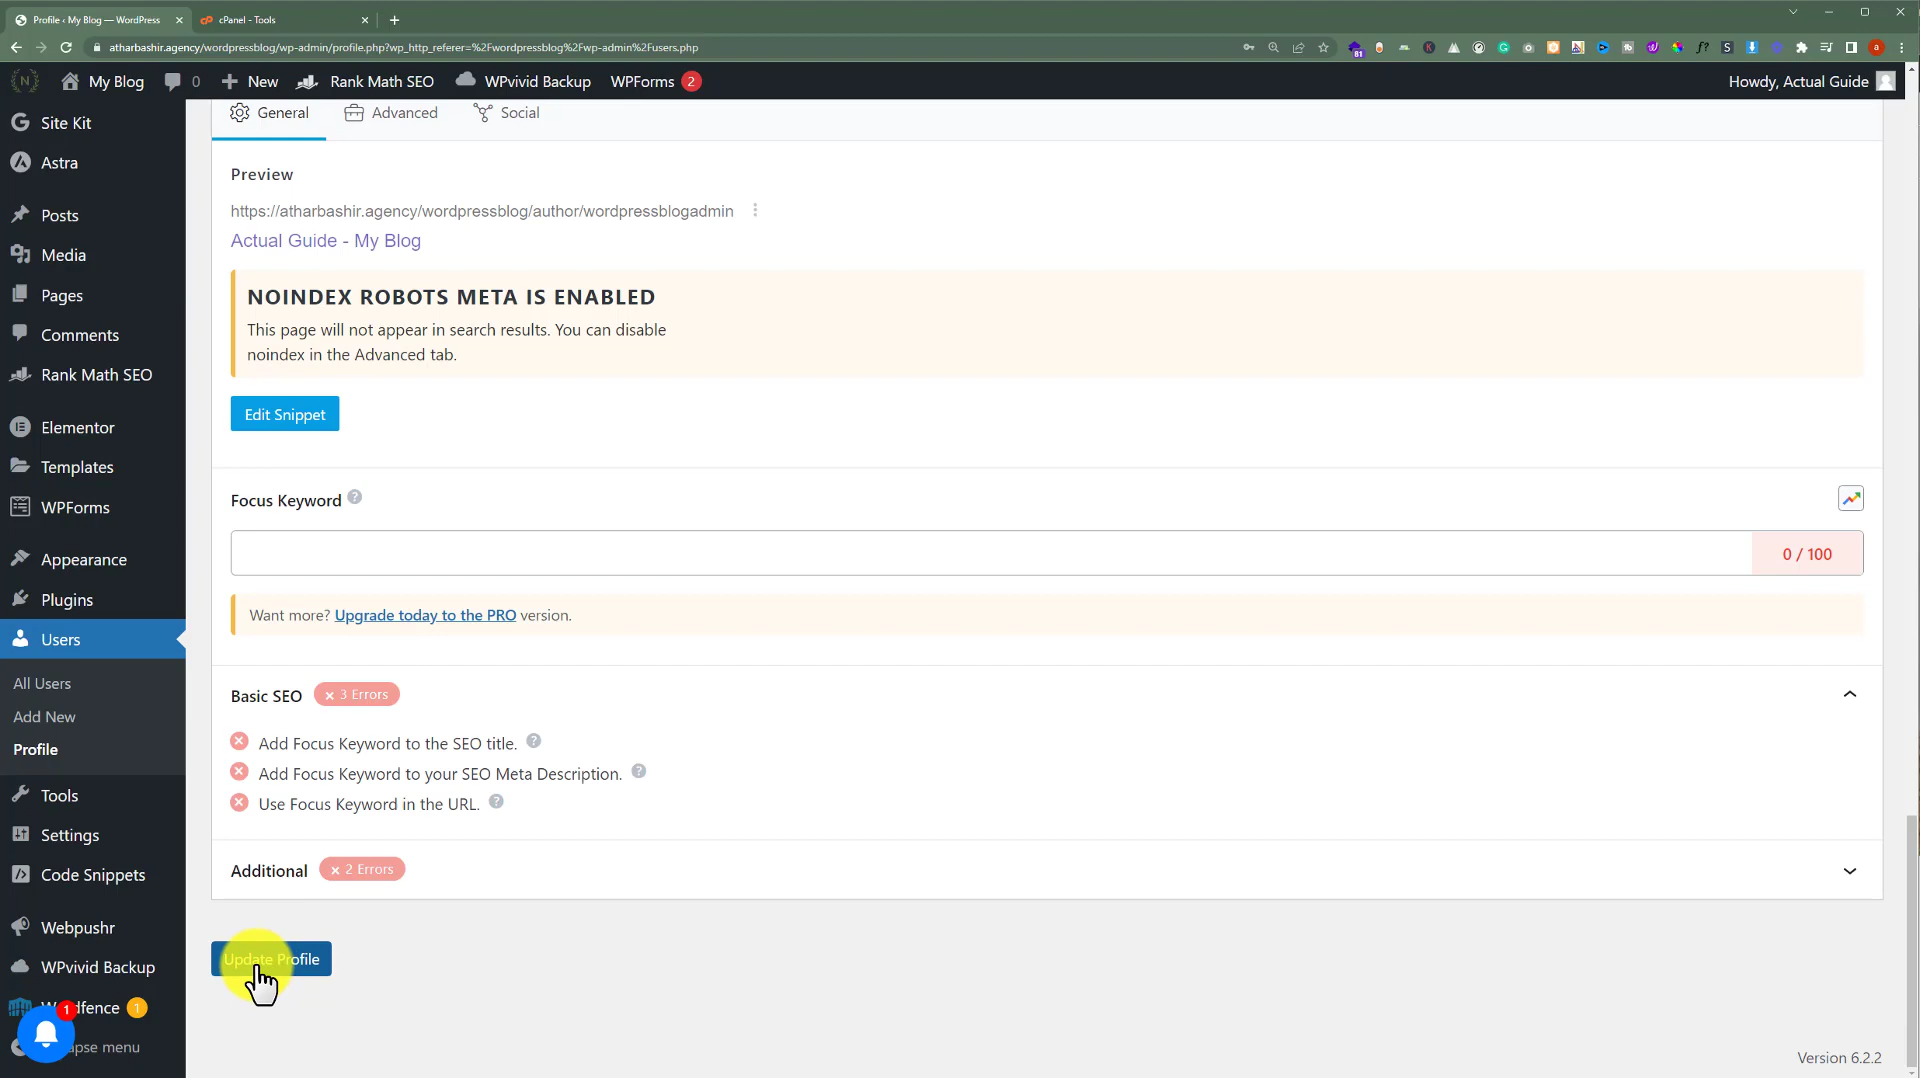 Profile ‹ My Blog — WordPress
cPanel - Tools
atharbashir.agency/wordpressblog/wp-admin/profile.php?wp_http_referer=%2Fwordpressblog%2Fwp-admin%2Fusers.php
My Blog
0
New
Rank Math SEO
WPvivid Backup
WPForms 2
Howdy, Actual Guide
Site Kit
Astra
Posts
Media
Pages
Comments
Rank Math SEO
Elementor
Templates
WPForms
Appearance
Plugins
Users
All Users
Add New
Profile
Tools
Settings
Code Snippets
Webpushr
WPvivid Backup
dfence 1
1
apse menu
General
Advanced
Social
Preview
https://atharbashir.agency/wordpressblog/author/wordpressblogadmin
Actual Guide - My Blog
NOINDEX ROBOTS META IS ENABLED
This page will not appear in search results. You can disable
noindex in the Advanced tab.
Edit Snippet
Focus Keyword
0 / 100
Want more? Upgrade today to the PRO version.
Basic SEO
3 Errors
Add Focus Keyword to the SEO title.
Add Focus Keyword to your SEO Meta Description.
Use Focus Keyword in the URL.
Additional
2 Errors
Update Profile
Version 6.2.2